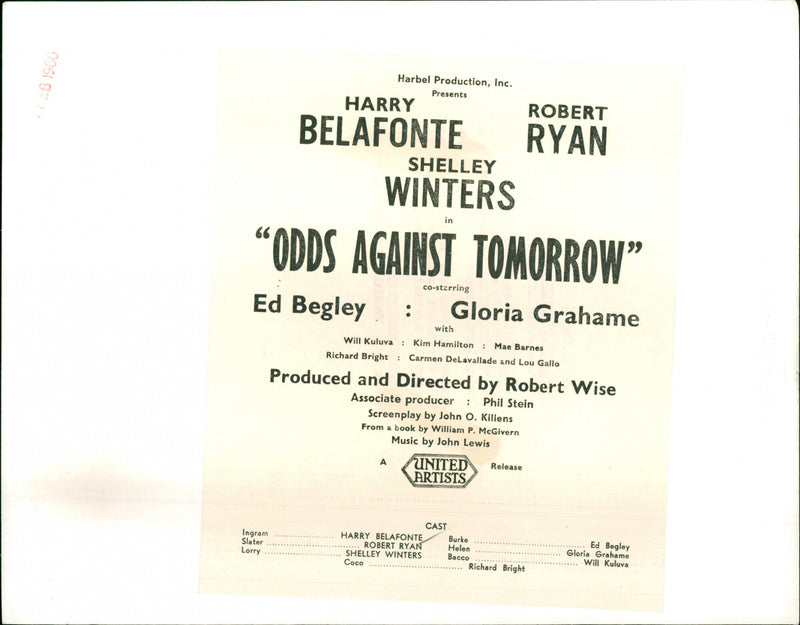 FEB 1960
Harbel Production, Inc.
Presents
HARRY BELAFONTE
ROBERT RYAN
SHELLEY
WINTERS
in
“ODDS AGAINST TOMORROW”
co-starring
Ed Begley : Gloria Grahame
with
Will Kuluva : Kim Hamilton : Mae Barnes
Richard Bright : Carmen DeLavallade and Lou Gallo
Produced and Directed by Robert Wise
Associate producer : Phil Stein
Screenplay by John O. Killens
From a book by William P. McGivern
Music by John Lewis
A UNITED ARTISTS Release
CAST
Ingram ................ HARRY BELAFONTE
Slater ........................ ROBERT RYAN
Lorry ..................... SHELLEY WINTERS
Burke ............................ Ed Begley
Helen ...................... Gloria Grahame
Bacco ............................ Will Kuluva
Coco ........................ Richard Bright